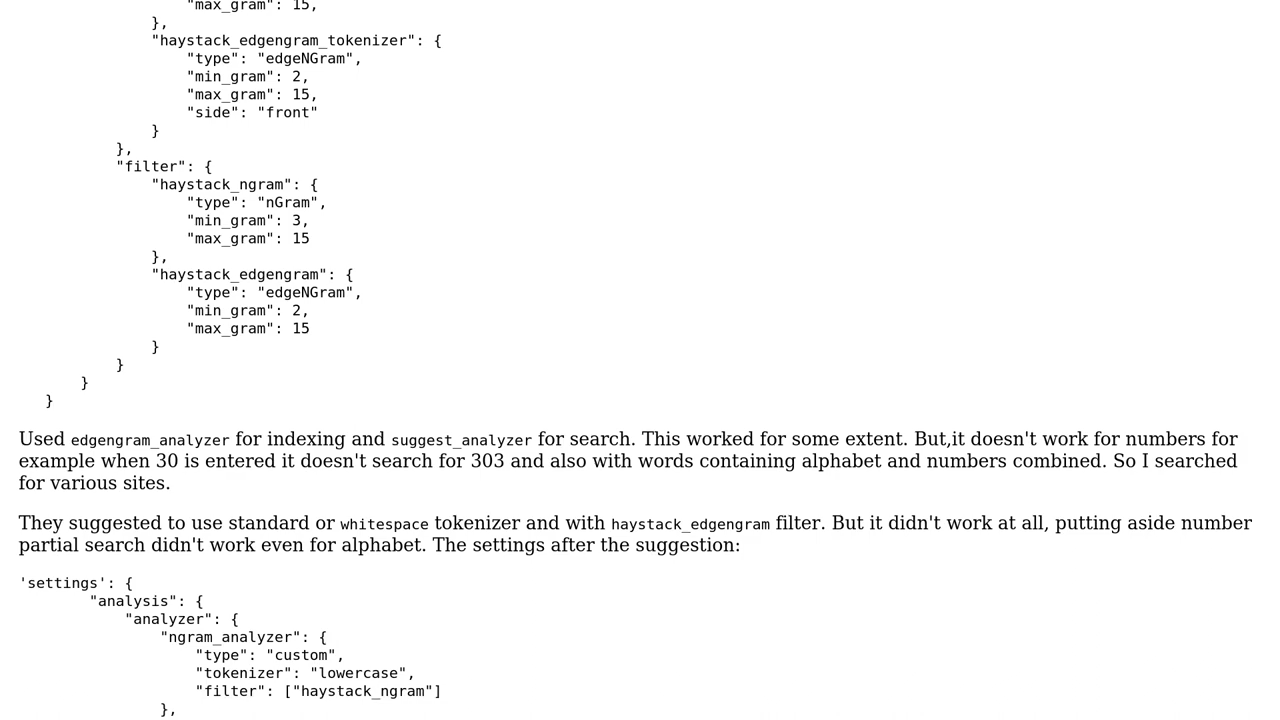 "max_gram": 15,
},
"haystack_edgengram_tokenizer": {
"type": "edgeNGram",
"min_gram": 2,
"max_gram": 15,
"side": "front"
}
},
"filter": {
"haystack_ngram": {
"type": "nGram",
"min_gram": 3,
"max_gram": 15
},
"haystack_edgengram": {
"type": "edgeNGram",
"min_gram": 2,
"max_gram": 15
}
}
}
}
Used edgengram_analyzer for indexing and suggest_analyzer for search. This worked for some extent. But,it doesn't work for numbers for
example when 30 is entered it doesn't search for 303 and also with words containing alphabet and numbers combined. So I searched
for various sites.
They suggested to use standard or whitespace tokenizer and with haystack_edgengram filter. But it didn't work at all, putting aside number
partial search didn't work even for alphabet. The settings after the suggestion:
'settings': {
"analysis": {
"analyzer": {
"ngram_analyzer": {
"type": "custom",
"tokenizer": "lowercase",
"filter": ["haystack_ngram"]
},